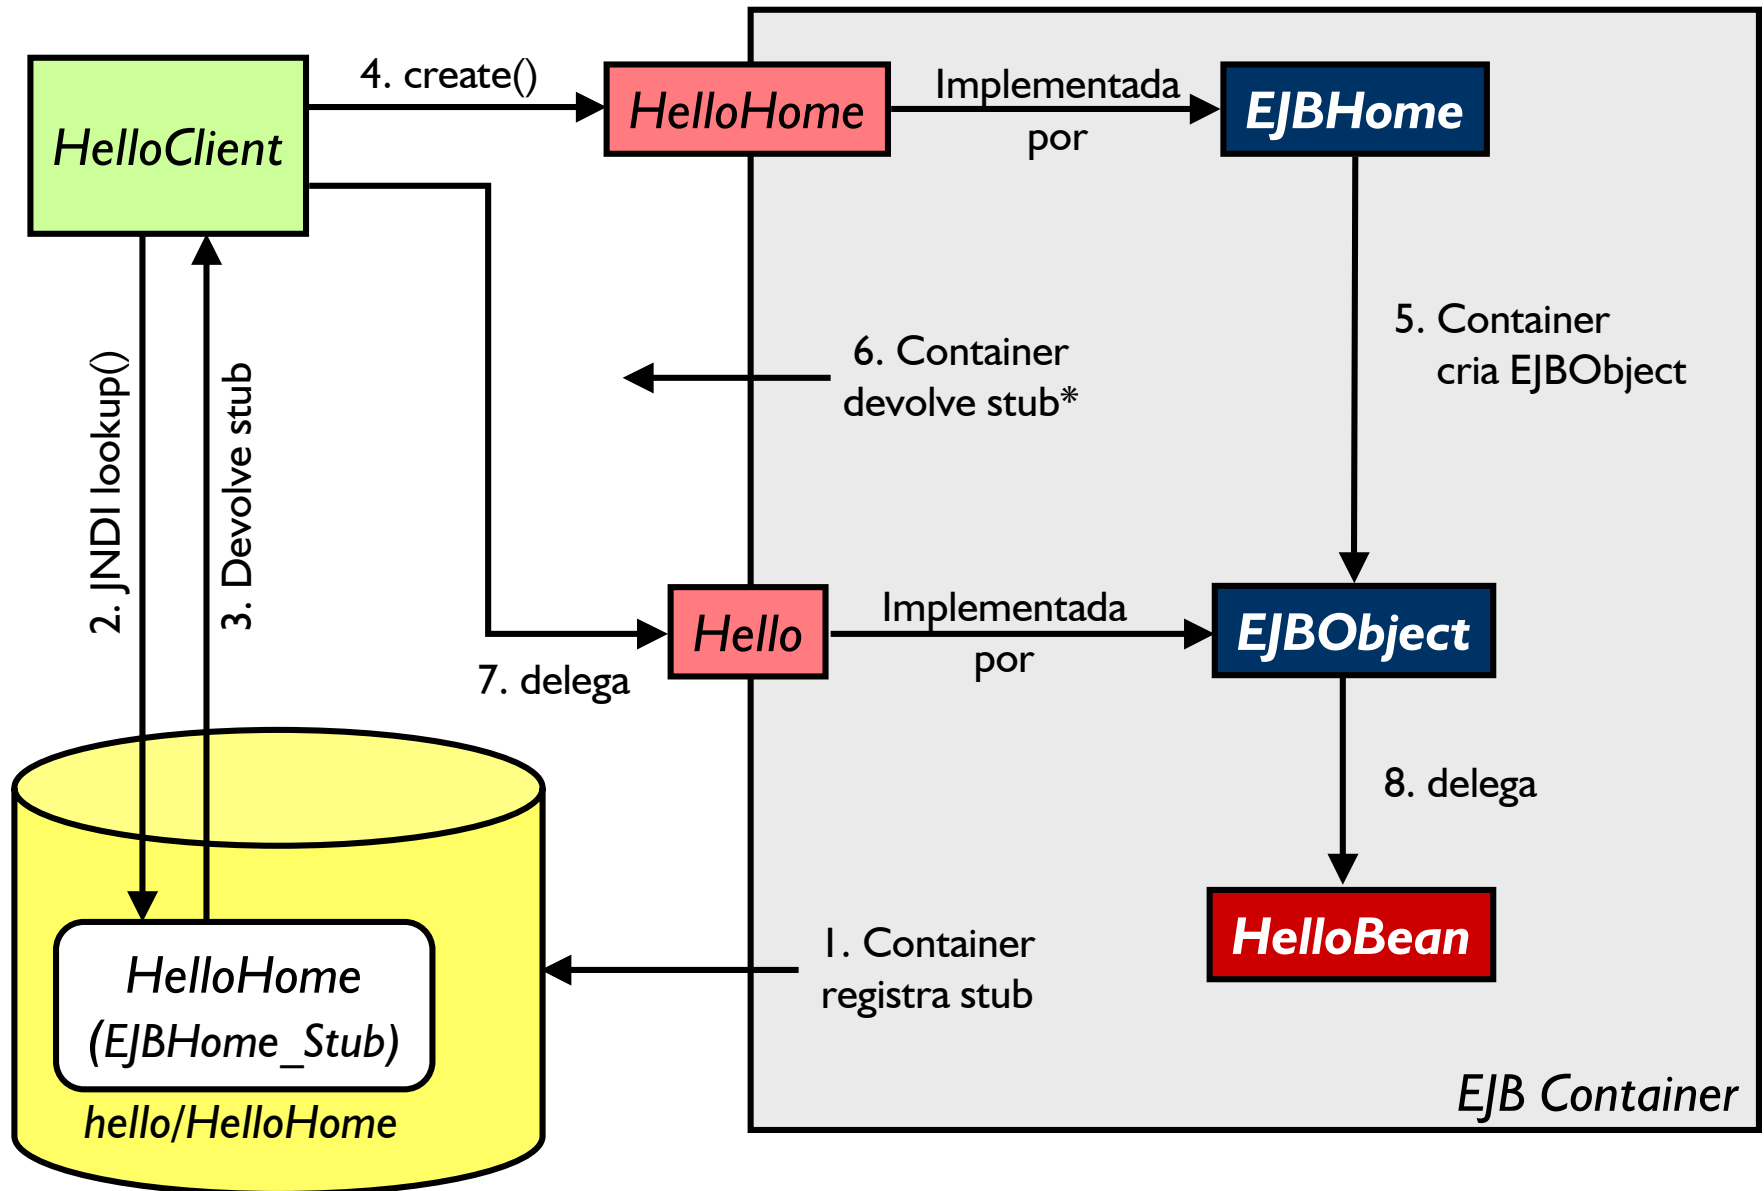 4. create()
HelloClient
HelloHome
Implementada
por
EJBHome
2. JNDI lookup()
3. Devolve stub
6. Container
devolve stub*
5. Container
cria EJBObject
7. delega
Hello
Implementada
por
EJBObject
8. delega
HelloBean
1. Container
registra stub
HelloHome
(EJBHome_Stub)
hello/HelloHome
EJB Container